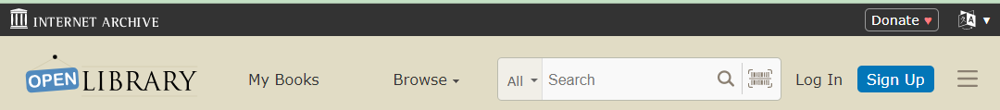 INTERNET ARCHIVE Donate
OPEN LIBRARY My Books Browse All Search Log In Sign Up